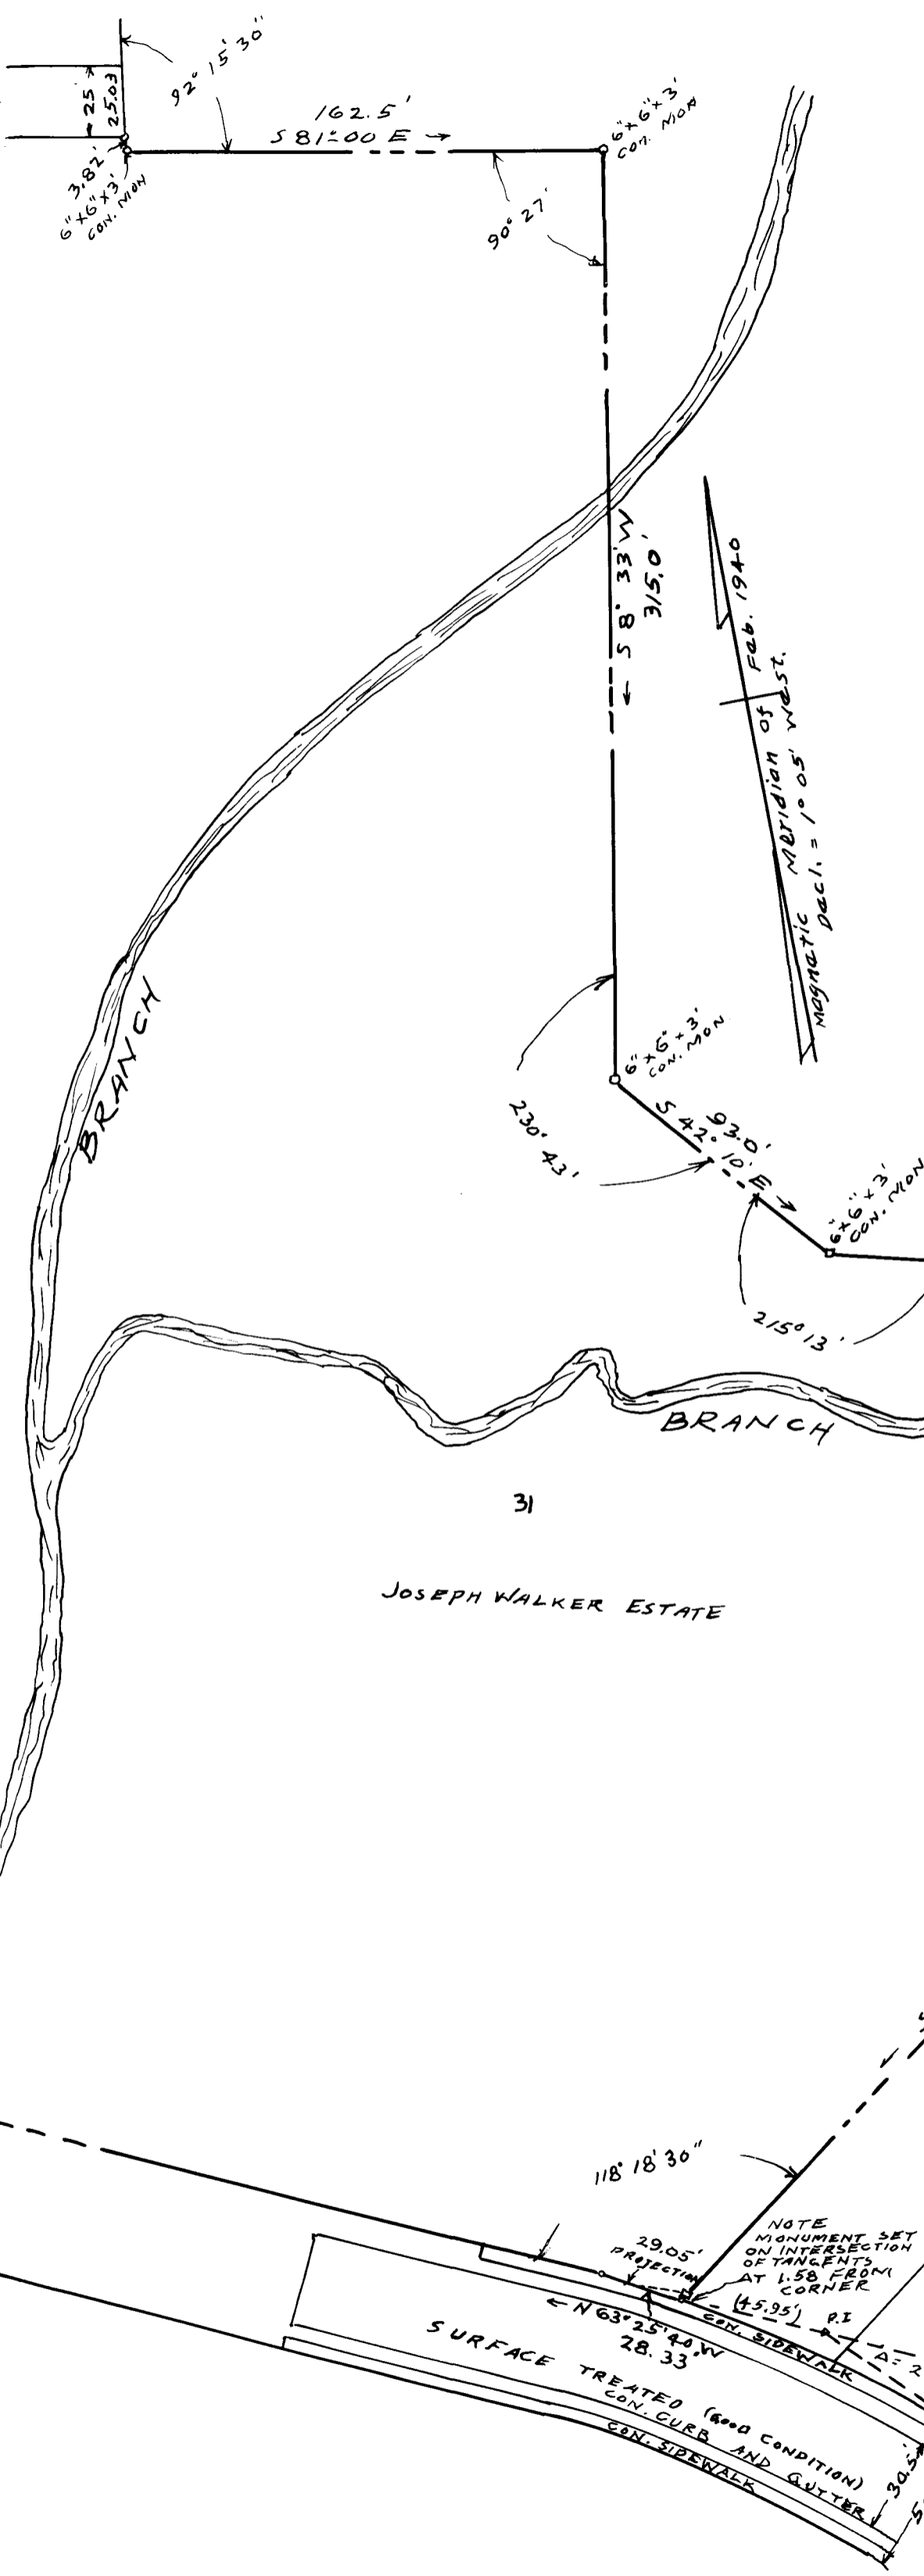 92° 15' 30"
25
25.03
162.5'
S 81°00 E →
6"x6"x3'
CON. MON
3.82'
6"x6"x3'
CON. MON
90° 27'
← S 8° 33' W
315.0'
Magnetic Meridian of Feb. 1940
Decl. = 1° 05' West.
BRANCH
6"x6"x3'
CON. MON.
230° 43'
93.0'
S 42° 10' E →
6"x6"x3'
CON. MON
215° 13'
BRANCH
31
JOSEPH WALKER ESTATE
118° 18' 30"
29.05'
PROJECTION
NOTE
MONUMENT SET
ON INTERSECTION
OF TANGENTS
AT 1.58 FROM
CORNER
(45.95')
P.I
Δ= 2
← N 63° 25' 40" W
28.33'
CON. SIDEWALK
SURFACE TREATED (GOOD CONDITION)
CON. CURB AND GUTTER
CON. SIDEWALK
30.5'
5'